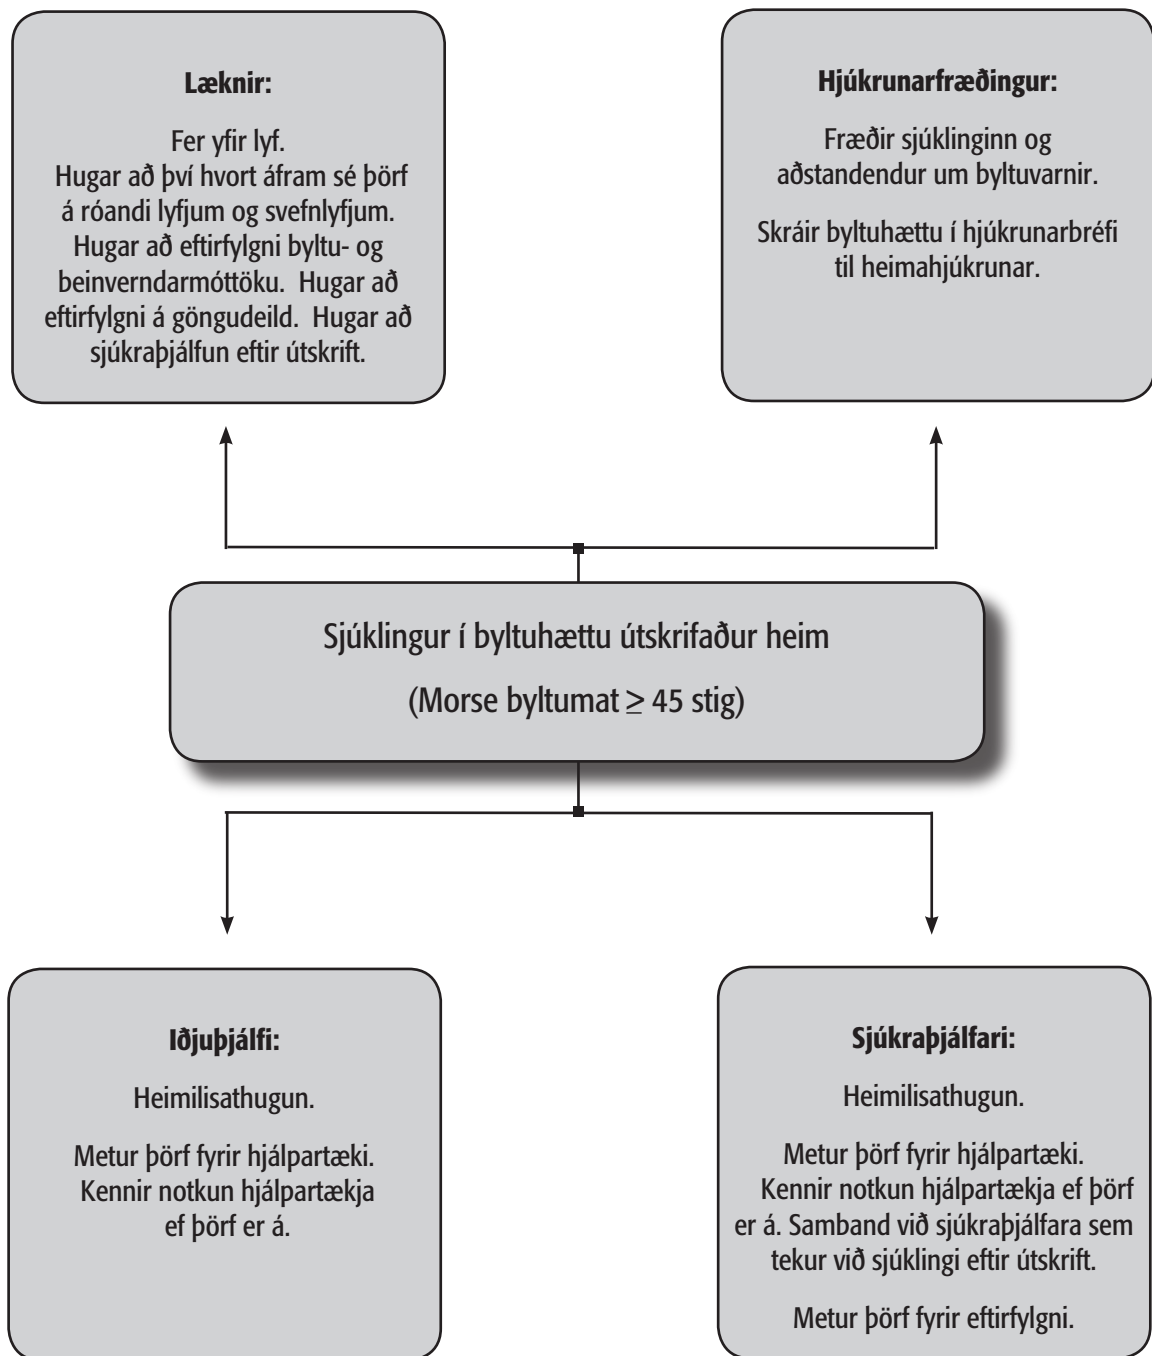 Læknir:
Fer yfir lyf.
Hugar að því hvort áfram sé þörf
á róandi lyfjum og svefnlyfjum.
Hugar að eftirfylgni byltu- og
beinverndarmóttöku. Hugar að
eftirfylgni á göngudeild. Hugar að
sjúkraþjálfun eftir útskrift.
Hjúkrunarfræðingur:
Fræðir sjúklinginn og
aðstandendur um byltuvarnir.
Skráir byltuhættu í hjúkrunarbréfi
til heimahjúkrunar.
Sjúklingur í byltuhættu útskrifaður heim
(Morse byltumat ≥ 45 stig)
Iðjuþjálfi:
Heimilisathugun.
Metur þörf fyrir hjálpartæki.
Kennir notkun hjálpartækja
ef þörf er á.
Sjúkraþjálfari:
Heimilisathugun.
Metur þörf fyrir hjálpartæki.
Kennir notkun hjálpartækja ef þörf
er á. Samband við sjúkraþjálfara sem
tekur við sjúklingi eftir útskrift.
Metur þörf fyrir eftirfylgni.